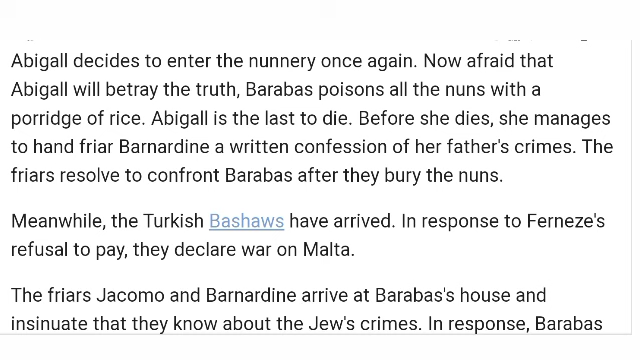 Abigall decides to enter the nunnery once again. Now afraid that
Abigall will betray the truth, Barabas poisons all the nuns with a
porridge of rice. Abigall is the last to die. Before she dies, she manages
to hand friar Barnardine a written confession of her father's crimes. The
friars resolve to confront Barabas after they bury the nuns.
Meanwhile, the Turkish Bashaws have arrived. In response to Ferneze's
refusal to pay, they declare war on Malta.
The friars Jacomo and Barnardine arrive at Barabas's house and
insinuate that they know about the Jew's crimes. In response, Barabas